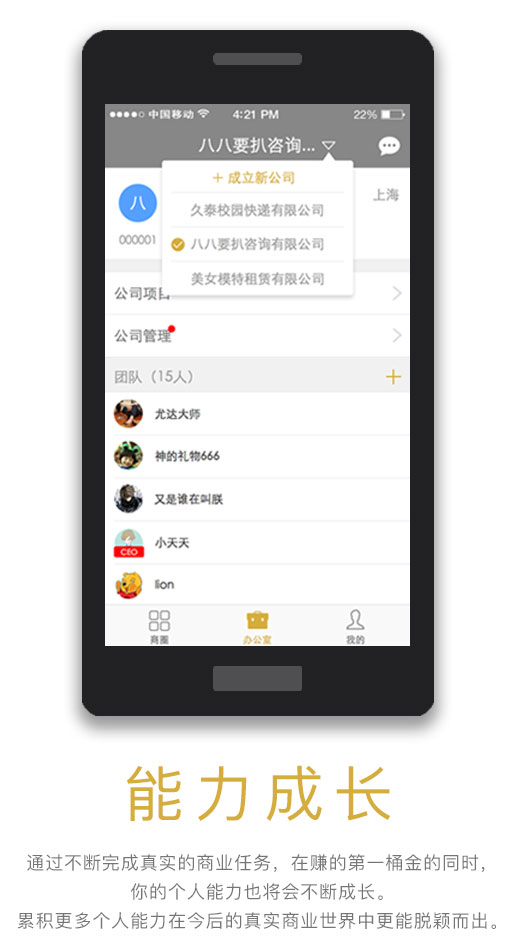 中国移动 4:21 PM 22%
八八要扒咨询...
+ 成立新公司
八 上海
久泰校园快递有限公司
000001 八八要扒咨询有限公司
美女模特租赁有限公司
公司项目
公司管理
团队（15人） +
尤达大师
神的礼物666
又是谁在叫朕
CEO 小天天
lion
商圈 办公室 我的
能力成长
通过不断完成真实的商业任务，在赚的第一桶金的同时，
你的个人能力也将会不断成长。
累积更多个人能力在今后的真实商业世界中更能脱颖而出。